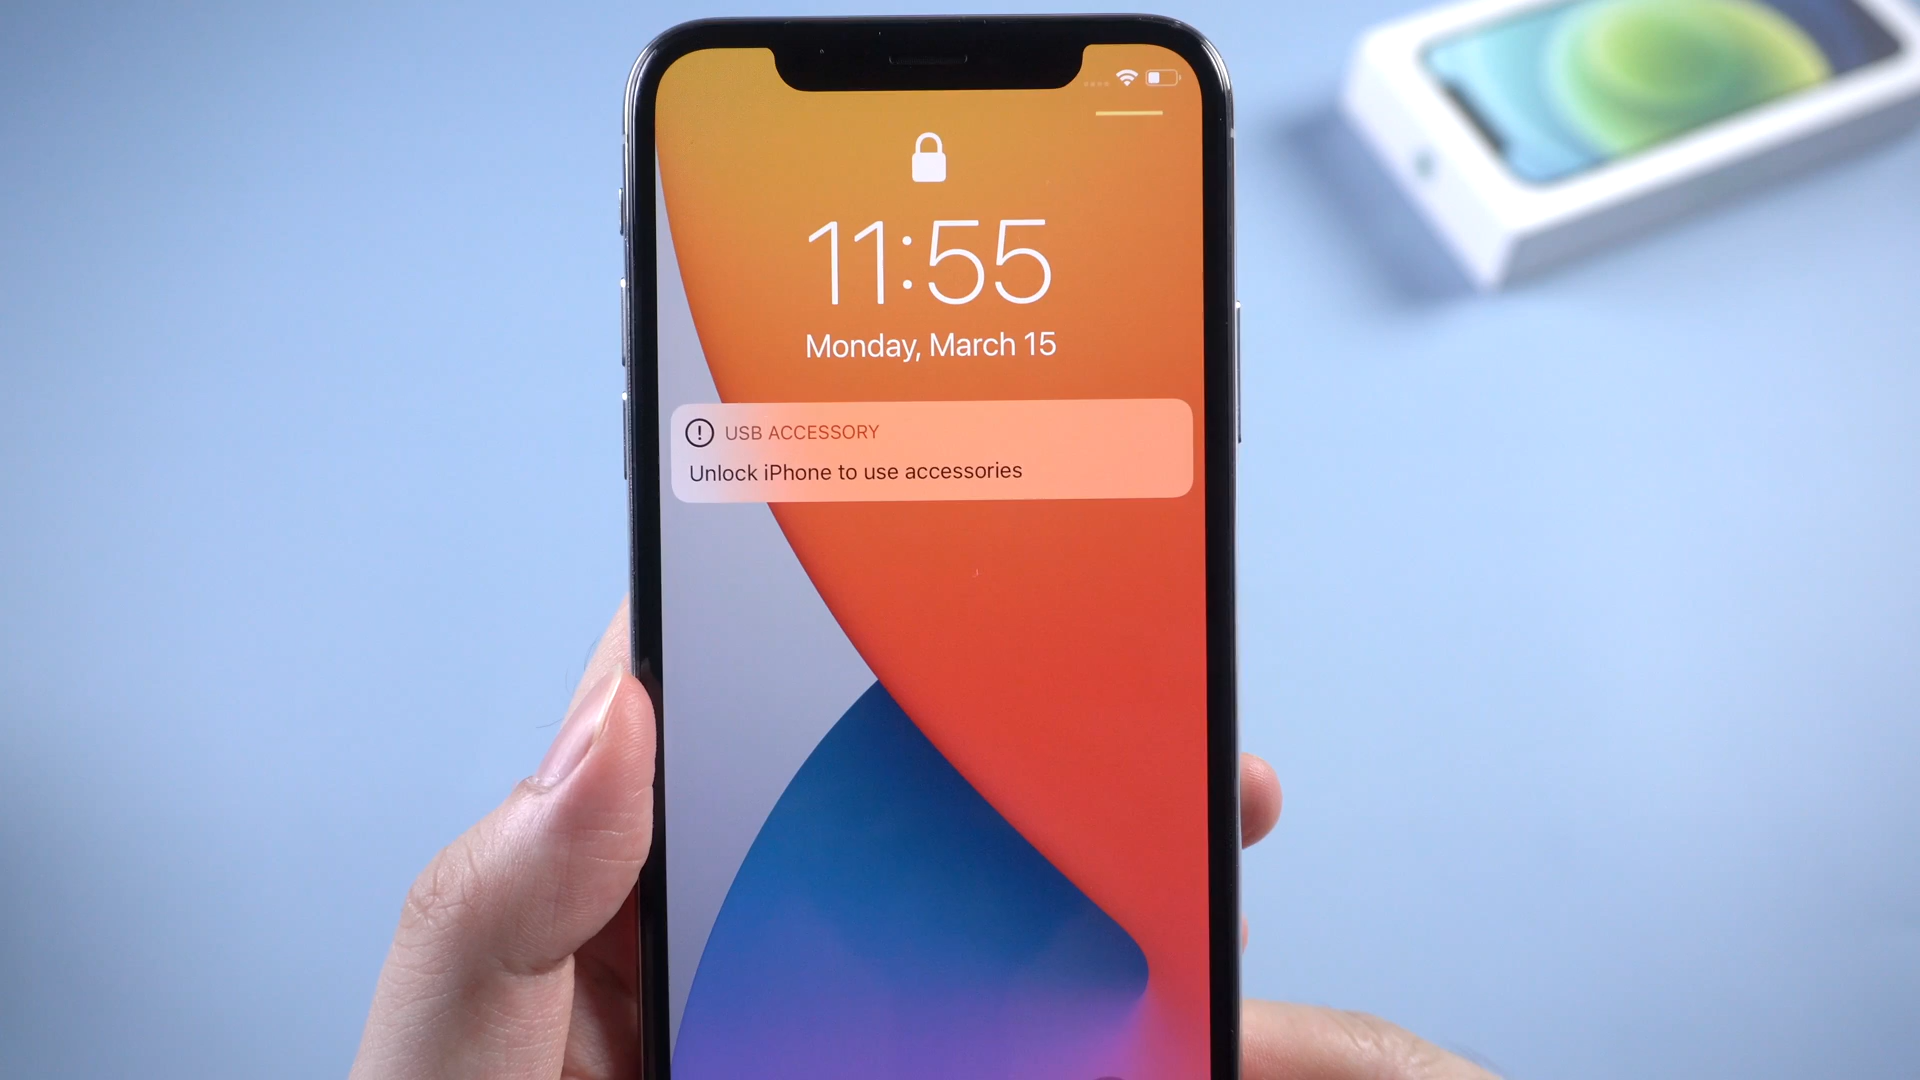 11:55
Monday, March 15
USB ACCESSORY
Unlock iPhone to use accessories